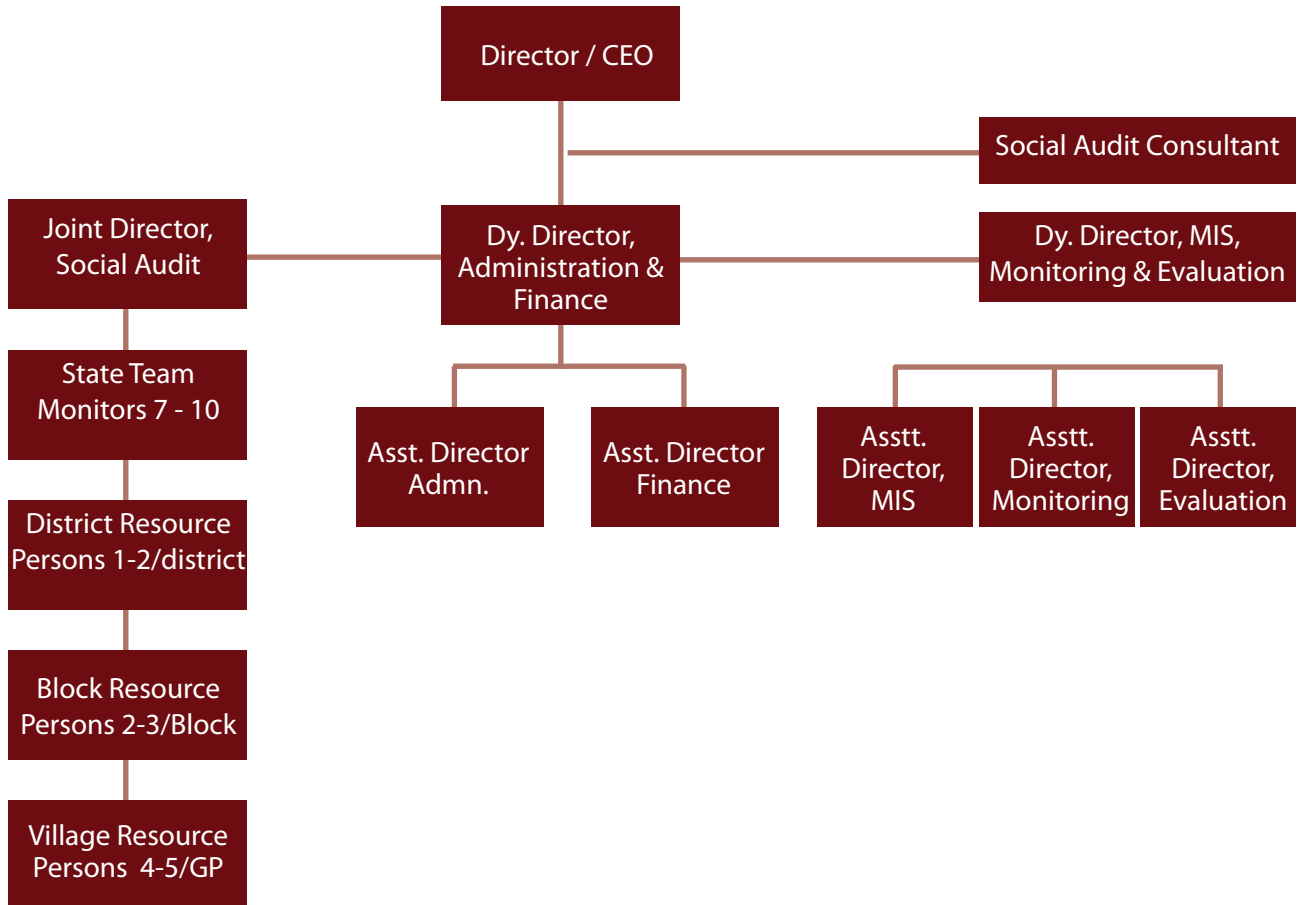 Director / CEO
Social Audit Consultant
Joint Director,
Social Audit
Dy. Director,
Administration &
Finance
Dy. Director, MIS,
Monitoring & Evaluation
State Team
Monitors 7 - 10
Asst. Director
Admn.
Asst. Director
Finance
Asstt.
Director,
MIS
Asstt.
Director,
Monitoring
Asstt.
Director,
Evaluation
District Resource
Persons 1-2/district
Block Resource
Persons 2-3/Block
Village Resource
Persons 4-5/GP